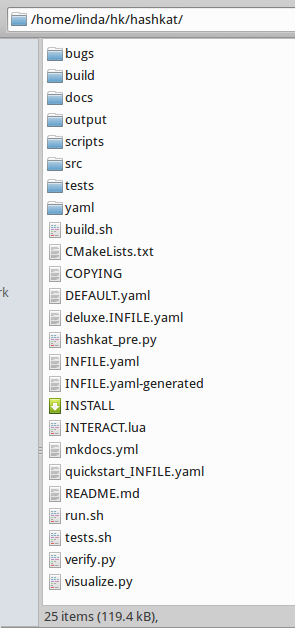 /home/linda/hk/hashkat/
bugs
build
docs
output
scripts
src
tests
yaml
build.sh
CMakeLists.txt
COPYING
DEFAULT.yaml
deluxe.INFILE.yaml
hashkat_pre.py
rk
INFILE.yaml
INFILE.yaml-generated
INSTALL
INTERACT.lua
mkdocs.yml
quickstart_INFILE.yaml
README.md
run.sh
tests.sh
verify.py
visualize.py
25 items (119.4 kB),